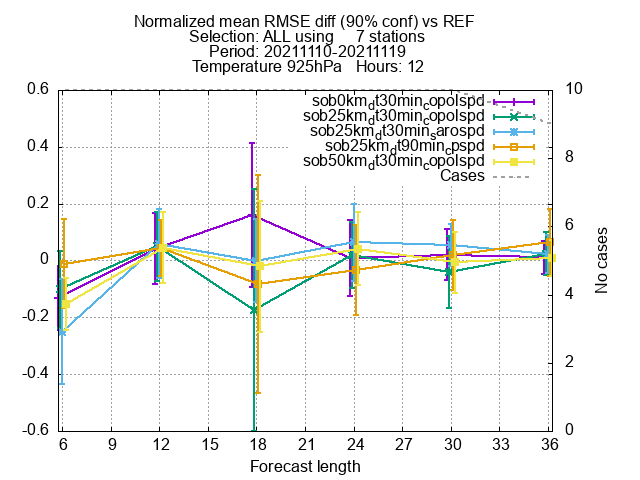 Normalized mean RMSE diff (90% conf) vs REF
Selection: ALL using 7 stations
Period: 20211110-20211119
Temperature 925hPa Hours: 12
sob0km_dt30min_copolspd
sob25km_dt30min_copolspd
sob25km_dt30min_sarospd
sob25km_dt90min_cpspd
sob50km_dt30min_copolspd
Cases
0.6
0.4
0.2
0
-0.2
-0.4
-0.6
10
8
6
4
2
0
No cases
6 9 12 15 18 21 24 27 30 33 36
Forecast length